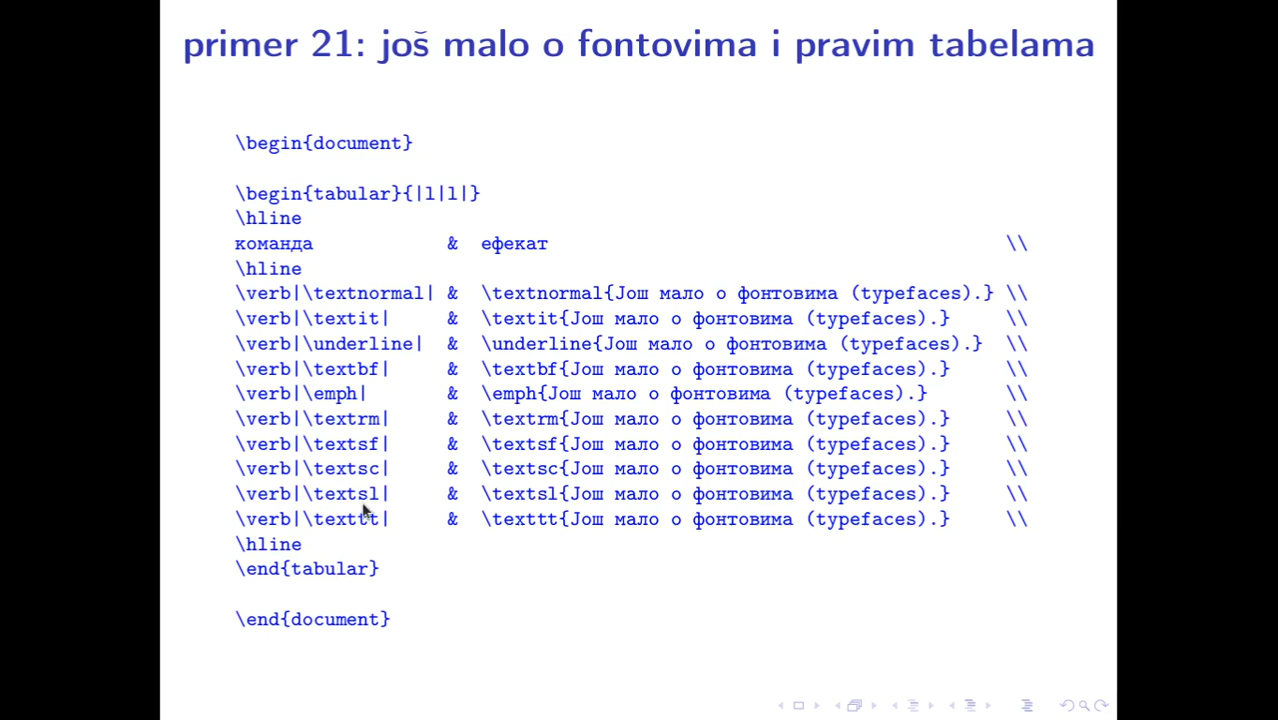 primer 21: još malo o fontovima i pravim tabelama
\begin{document}
\begin{tabular}{|l|l|}
\hline
команда & ефекат \\
\hline
\verb|\textnormal| & \textnormal{Још мало о фонтовима (typefaces).} \\
\verb|\textit| & \textit{Још мало о фонтовима (typefaces).} \\
\verb|\underline| & \underline{Још мало о фонтовима (typefaces).} \\
\verb|\textbf| & \textbf{Још мало о фонтовима (typefaces).} \\
\verb|\emph| & \emph{Још мало о фонтовима (typefaces).} \\
\verb|\textrm| & \textrm{Још мало о фонтовима (typefaces).} \\
\verb|\textsf| & \textsf{Још мало о фонтовима (typefaces).} \\
\verb|\textsc| & \textsc{Још мало о фонтовима (typefaces).} \\
\verb|\textsl| & \textsl{Још мало о фонтовима (typefaces).} \\
\verb|\texttt| & \texttt{Још мало о фонтовима (typefaces).} \\
\hline
\end{tabular}
\end{document}